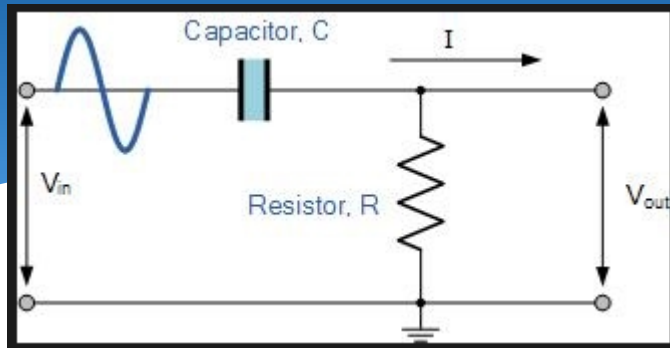 Capacitor, C
I
Vin
Resistor, R
Vout